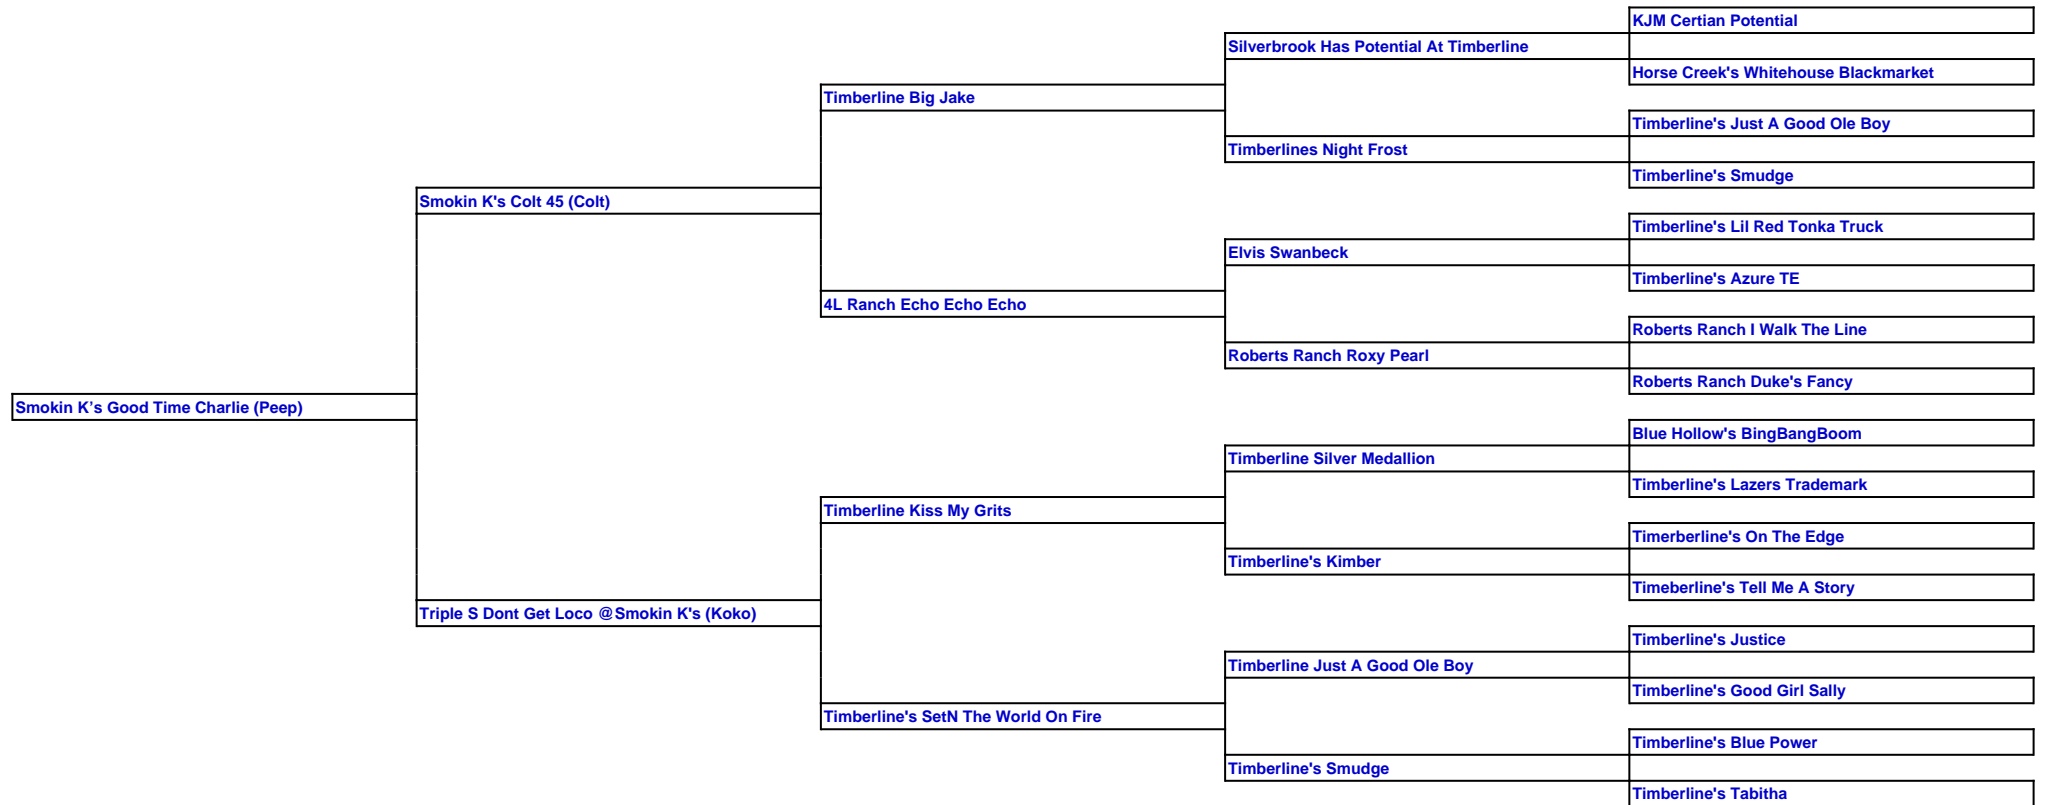 KJM Certian Potential
Silverbrook Has Potential At Timberline
Horse Creek's Whitehouse Blackmarket
Timberline Big Jake
Timberline's Just A Good Ole Boy
Timberlines Night Frost
Timberline's Smudge
Smokin K's Colt 45 (Colt)
Timberline's Lil Red Tonka Truck
Elvis Swanbeck
Timberline's Azure TE
4L Ranch Echo Echo Echo
Roberts Ranch I Walk The Line
Roberts Ranch Roxy Pearl
Roberts Ranch Duke's Fancy
Smokin K’s Good Time Charlie (Peep)
Blue Hollow's BingBangBoom
Timberline Silver Medallion
Timberline's Lazers Trademark
Timberline Kiss My Grits
Timerberline's On The Edge
Timberline's Kimber
Timeberline's Tell Me A Story
Triple S Dont Get Loco @Smokin K's (Koko)
Timberline's Justice
Timberline Just A Good Ole Boy
Timberline's Good Girl Sally
Timberline's SetN The World On Fire
Timberline's Blue Power
Timberline's Smudge
Timberline's Tabitha